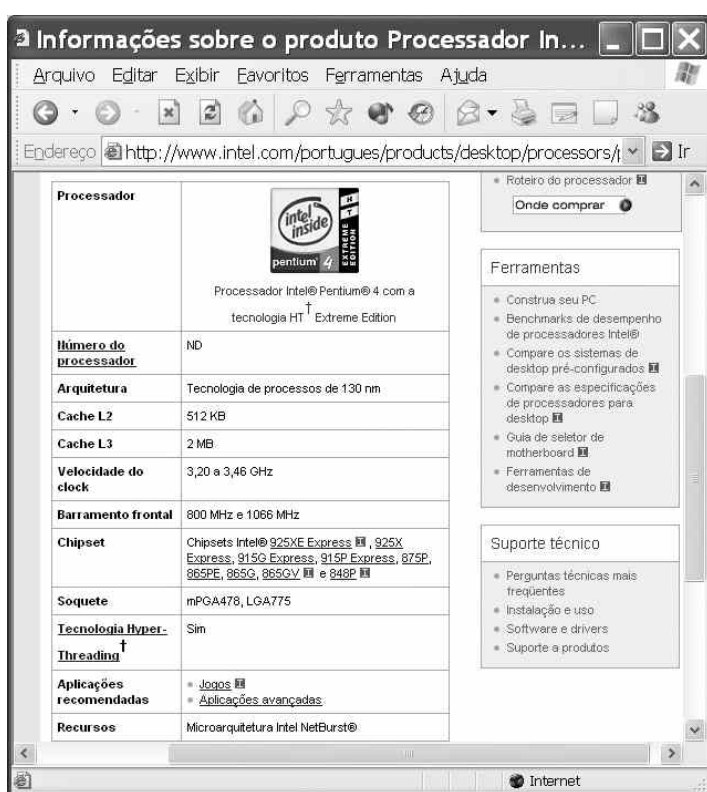 Informações sobre o produto Processador In...
Arquivo Editar Exibir Favoritos Ferramentas Ajuda
Endereço http://www.intel.com/portugues/products/desktop/processors/ Ir
Processador
intel inside
pentium 4
HT
EXTREME EDITION
Processador Intel® Pentium® 4 com a
tecnologia HT† Extreme Edition
Número do
processador
ND
Arquitetura
Tecnologia de processos de 130 nm
Cache L2
512 KB
Cache L3
2 MB
Velocidade do
clock
3,20 a 3,46 GHz
Barramento frontal
800 MHz e 1066 MHz
Chipset
Chipsets Intel® 925XE Express, 925X
Express, 915G Express, 915P Express, 875P,
865PE, 865G, 865GV e 848P
Soquete
mPGA478, LGA775
Tecnologia Hyper-
Threading†
Sim
Aplicações
recomendadas
Jogos
Aplicações avançadas
Recursos
Microarquitetura Intel NetBurst®
Roteiro do processador
Onde comprar
Ferramentas
Construa seu PC
Benchmarks de desempenho
de processadores Intel®
Compare os sistemas de
desktop pré-configurados
Compare as especificações
de processadores para
desktop
Guia de seletor de
motherboard
Ferramentas de
desenvolvimento
Suporte técnico
Perguntas técnicas mais
freqüentes
Instalação e uso
Software e drivers
Suporte a produtos
Internet